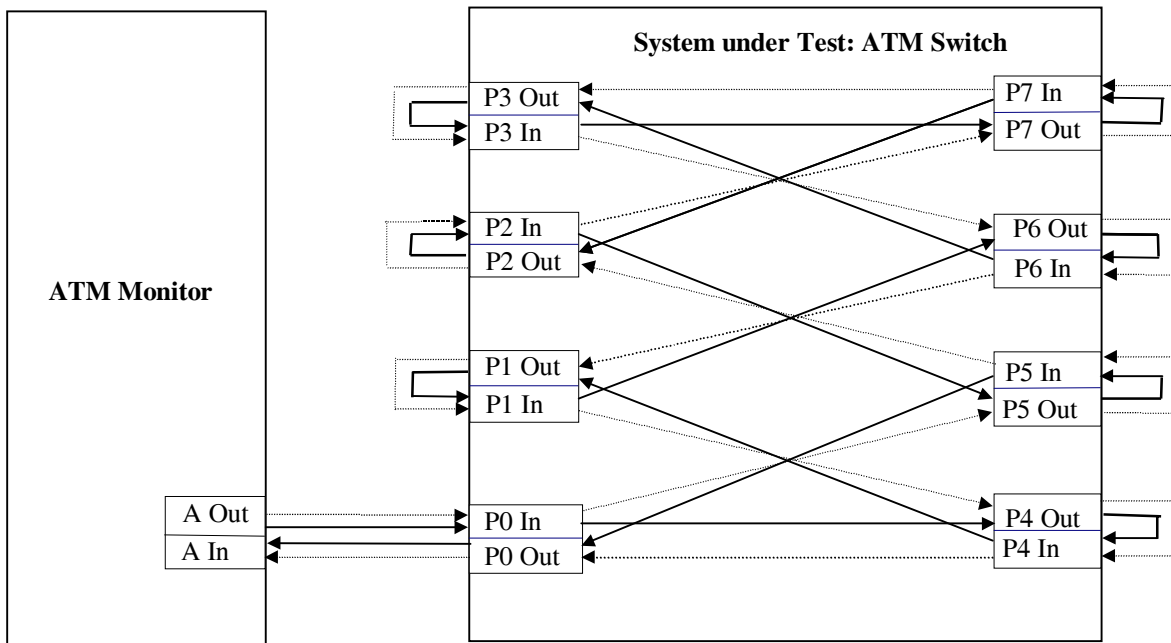 System under Test: ATM Switch
P3 Out
P3 In
P7 In
P7 Out
P2 In
P2 Out
P6 Out
P6 In
ATM Monitor
P1 Out
P1 In
P5 In
P5 Out
A Out
A In
P0 In
P0 Out
P4 Out
P4 In